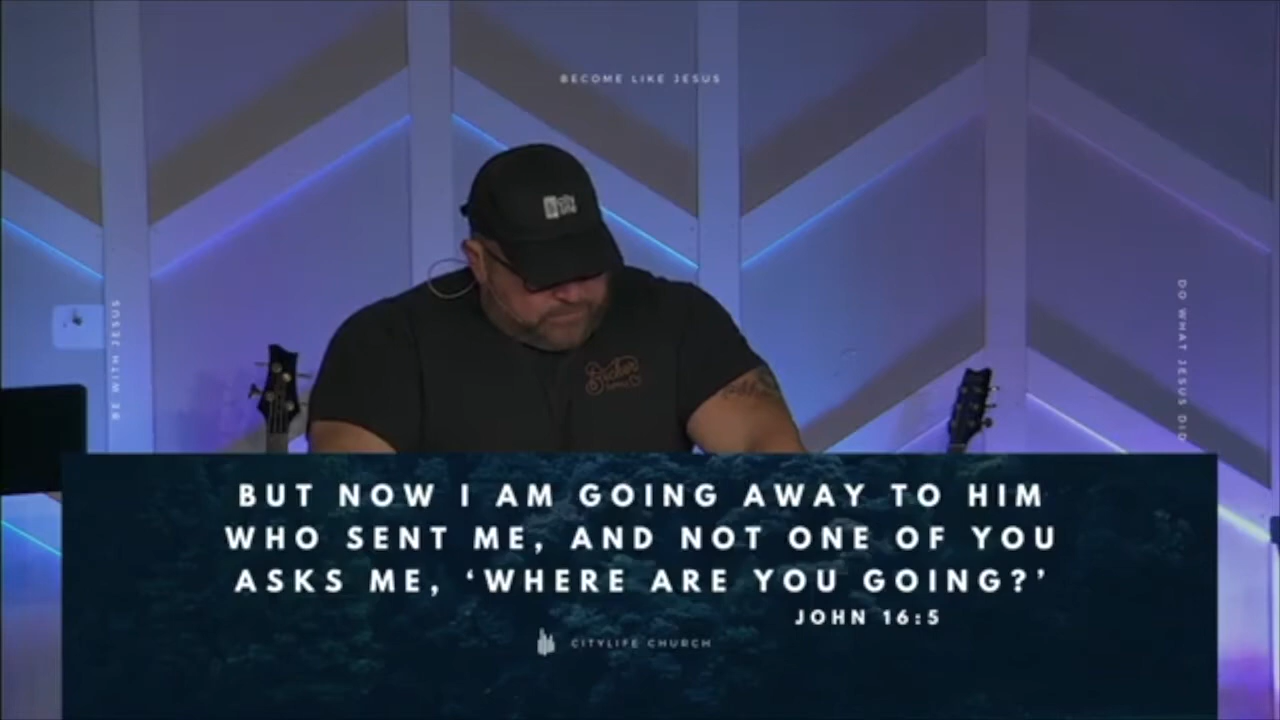 BECOME LIKE JESUS
BE WITH JESUS
DO WHAT JESUS DID
BUT NOW I AM GOING AWAY TO HIM
WHO SENT ME, AND NOT ONE OF YOU
ASKS ME, ‘WHERE ARE YOU GOING?’
JOHN 16:5
CITYLIFE CHURCH